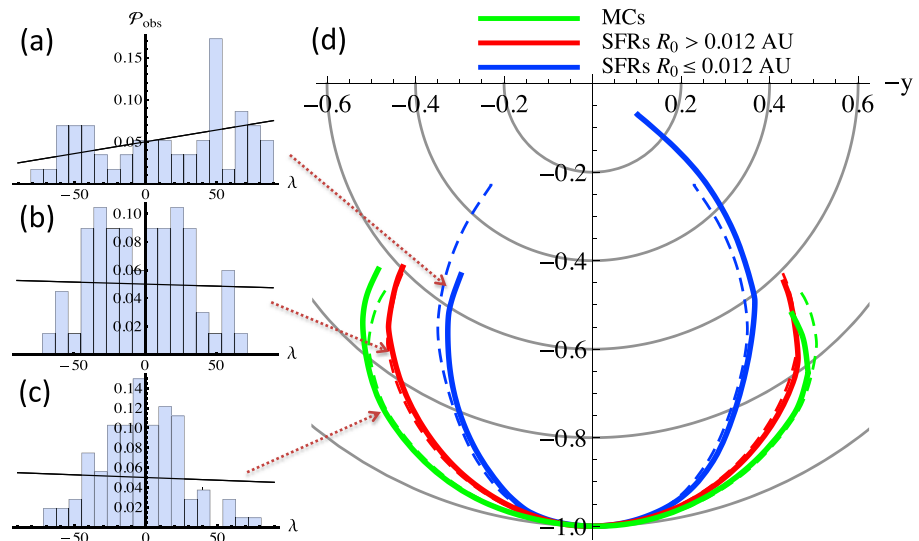 (a)
𝒫obs
0.15
0.10
0.05
−50
0
50
λ
(b)
0.10
0.08
0.06
0.04
0.02
−50
0
50
λ
(c)
0.14
0.12
0.10
0.08
0.06
0.04
0.02
−50
0
50
λ
(d)
MCs
SFRs R₀ > 0.012 AU
SFRs R₀ ≤ 0.012 AU
−y
−0.6
−0.4
−0.2
0.2
0.4
0.6
−0.2
−0.4
−0.6
−0.8
−1.0